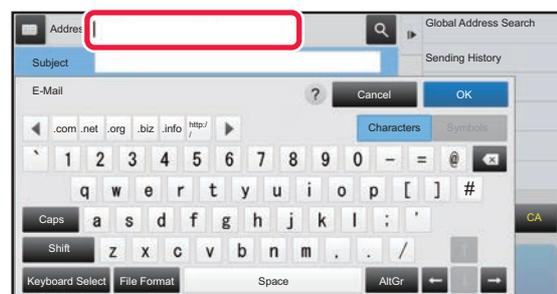 Addres
Global Address Search
Subject
Sending History
E-Mail
?
Cancel
OK
.com .net .org .biz .info http:/
/
Characters
Symbols
` 1 2 3 4 5 6 7 8 9 0 - = @
q w e r t y u i o p [ ] #
Caps a s d f g h j k l ; '
CA
Shift z x c v b n m , . /
Keyboard Select File Format Space AltGr